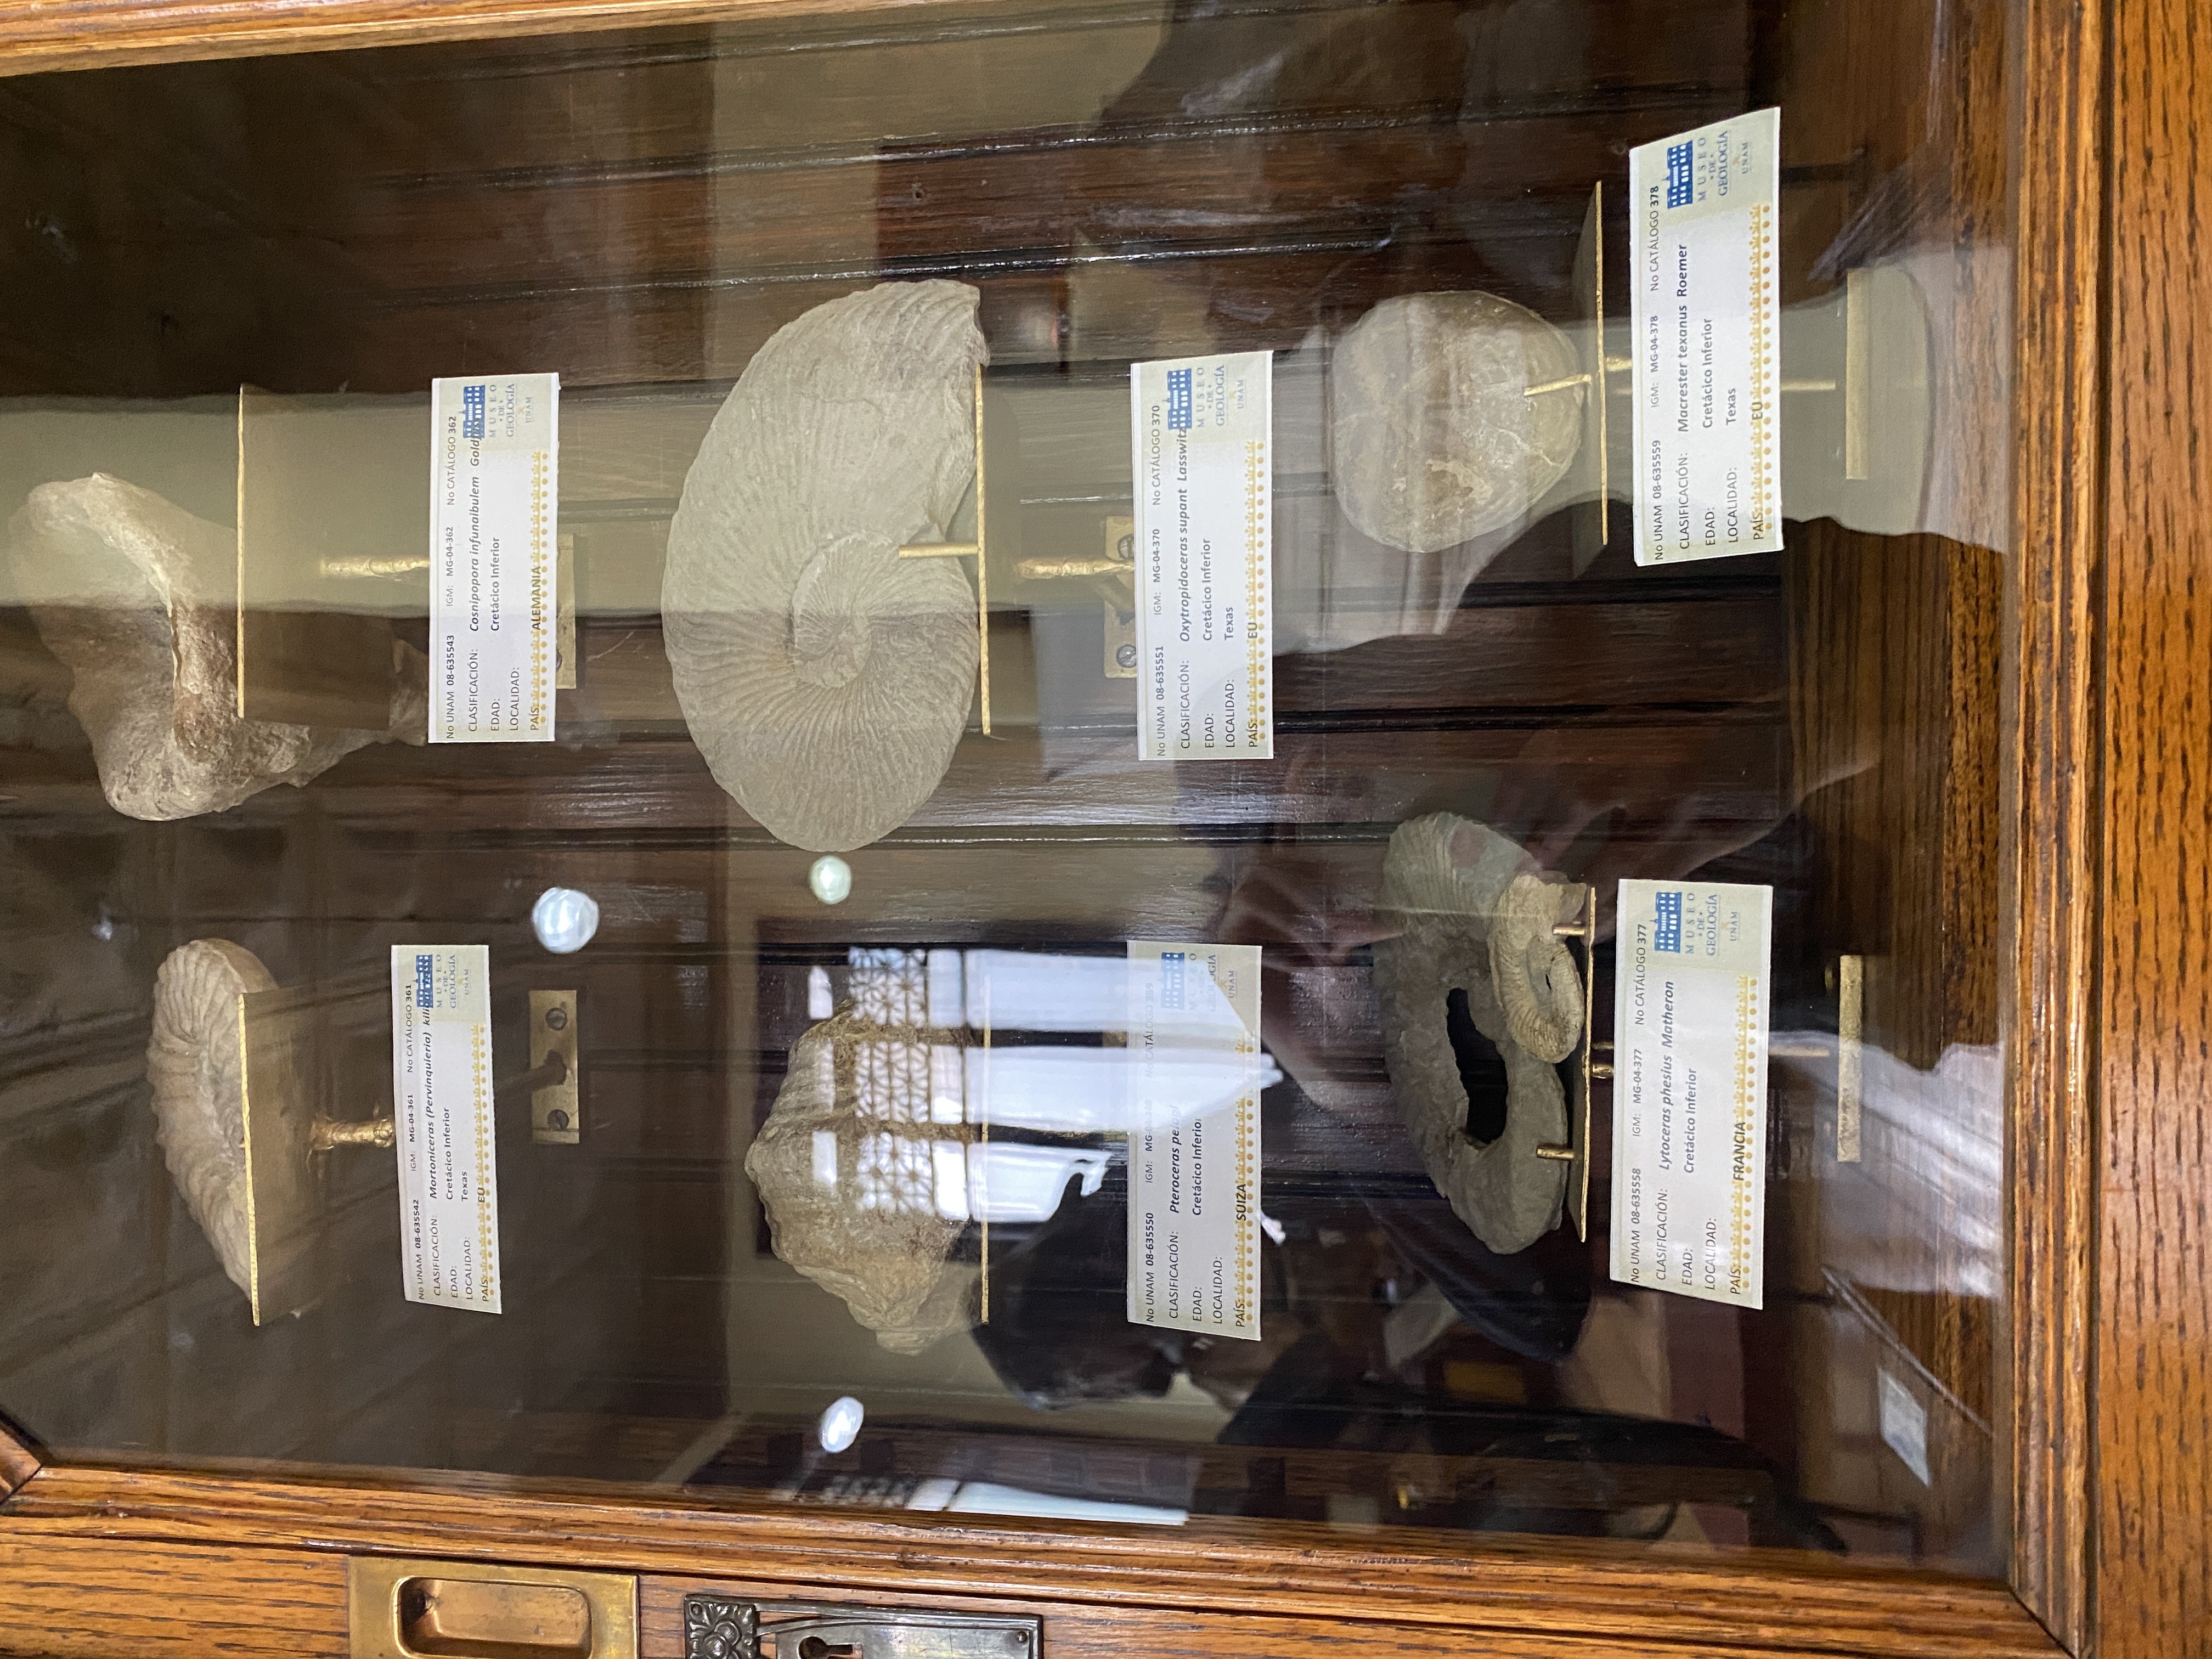 No UNAM 08-635542 IGM: MG-04-361 No CATÁLOGO 361
CLASIFICACIÓN: Mortoniceras (Pervinquieria)
EDAD: Cretácico Inferior
LOCALIDAD: Texas
PAÍS: EU
MUSEO
•DE•
GEOLOGÍA
UNAM
No UNAM 08-635543 IGM: MG-04-362 No CATÁLOGO 362
CLASIFICACIÓN: Cosnipopora infunaibulem
EDAD: Cretácico Inferior
LOCALIDAD:
PAÍS: ALEMANIA
MUSEO
•DE•
GEOLOGÍA
UNAM
No UNAM 08-635550 IGM: No CATÁLOGO
CLASIFICACIÓN: Pteroceras
EDAD: Cretácico Inferior
LOCALIDAD:
PAÍS: SUIZA
MUSEO
•DE•
GEOLOGÍA
UNAM
No UNAM 08-635551 IGM: MG-04-370 No CATÁLOGO 370
CLASIFICACIÓN: Oxytropidoceras supant Lasswitz
EDAD: Cretácico Inferior
LOCALIDAD: Texas
PAÍS: EU
MUSEO
•DE•
GEOLOGÍA
UNAM
No UNAM 08-635558 IGM: MG-04-377 No CATÁLOGO 377
CLASIFICACIÓN: Lytoceras phesius Matheron
EDAD: Cretácico Inferior
LOCALIDAD:
PAÍS: FRANCIA
MUSEO
•DE•
GEOLOGÍA
UNAM
No UNAM 08-635559 IGM: MG-04-378 No CATÁLOGO 378
CLASIFICACIÓN: Macrester texanus Roemer
EDAD: Cretácico Inferior
LOCALIDAD: Texas
PAÍS: EU
MUSEO
•DE•
GEOLOGÍA
UNAM